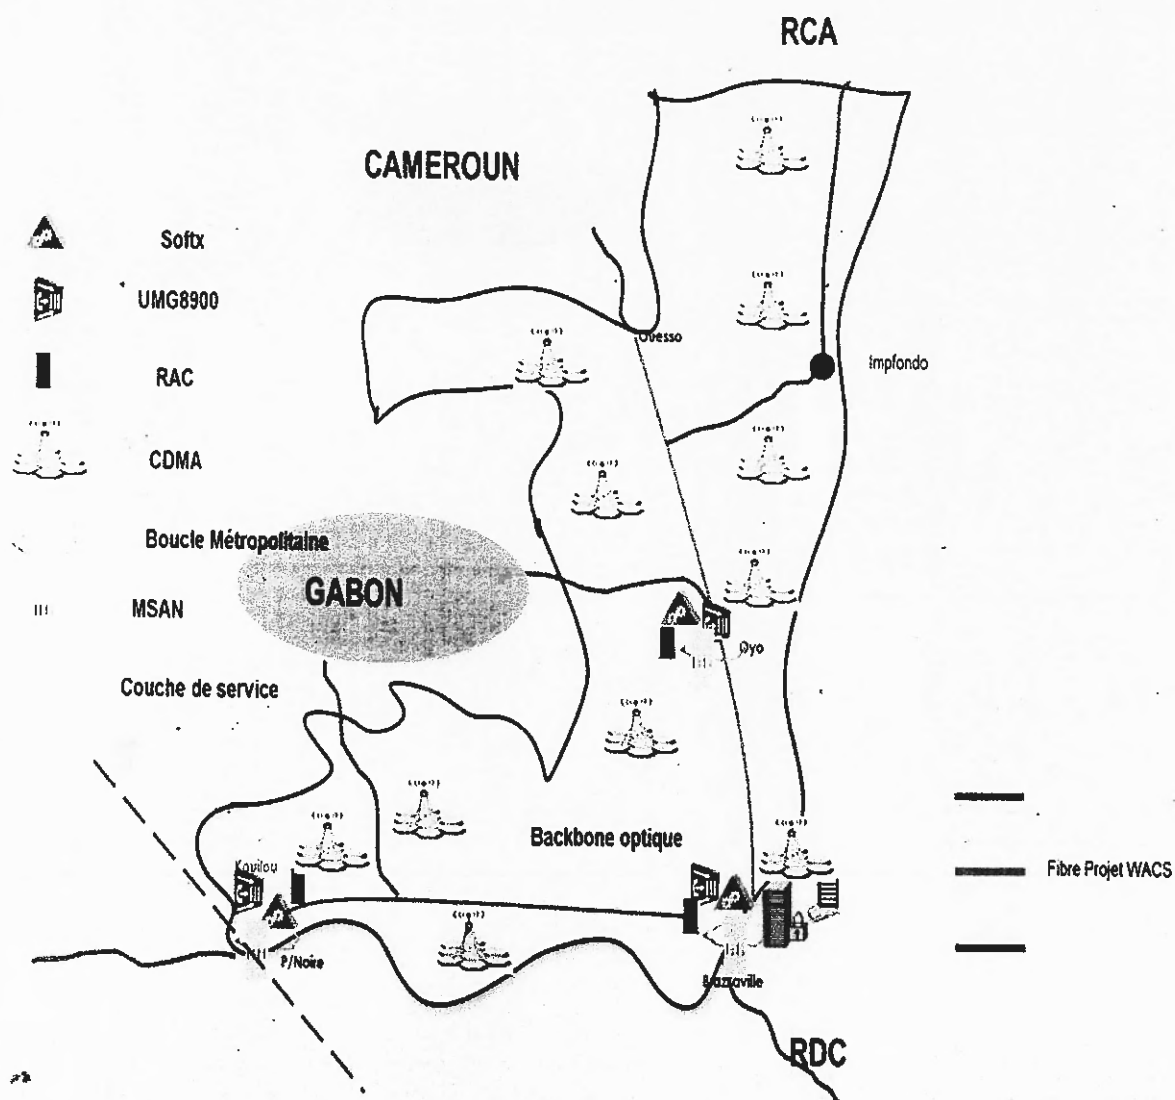 RCA
CAMEROUN
Softx
UMG8900
Ouesso
Impfondo
RAC
CDMA
Boucle Métropolitaine
GABON
MSAN
Oyo
Couche de service
Backbone optique
Kouilou
Fibre Projet WACS
P/Noire
Brazzaville
RDC